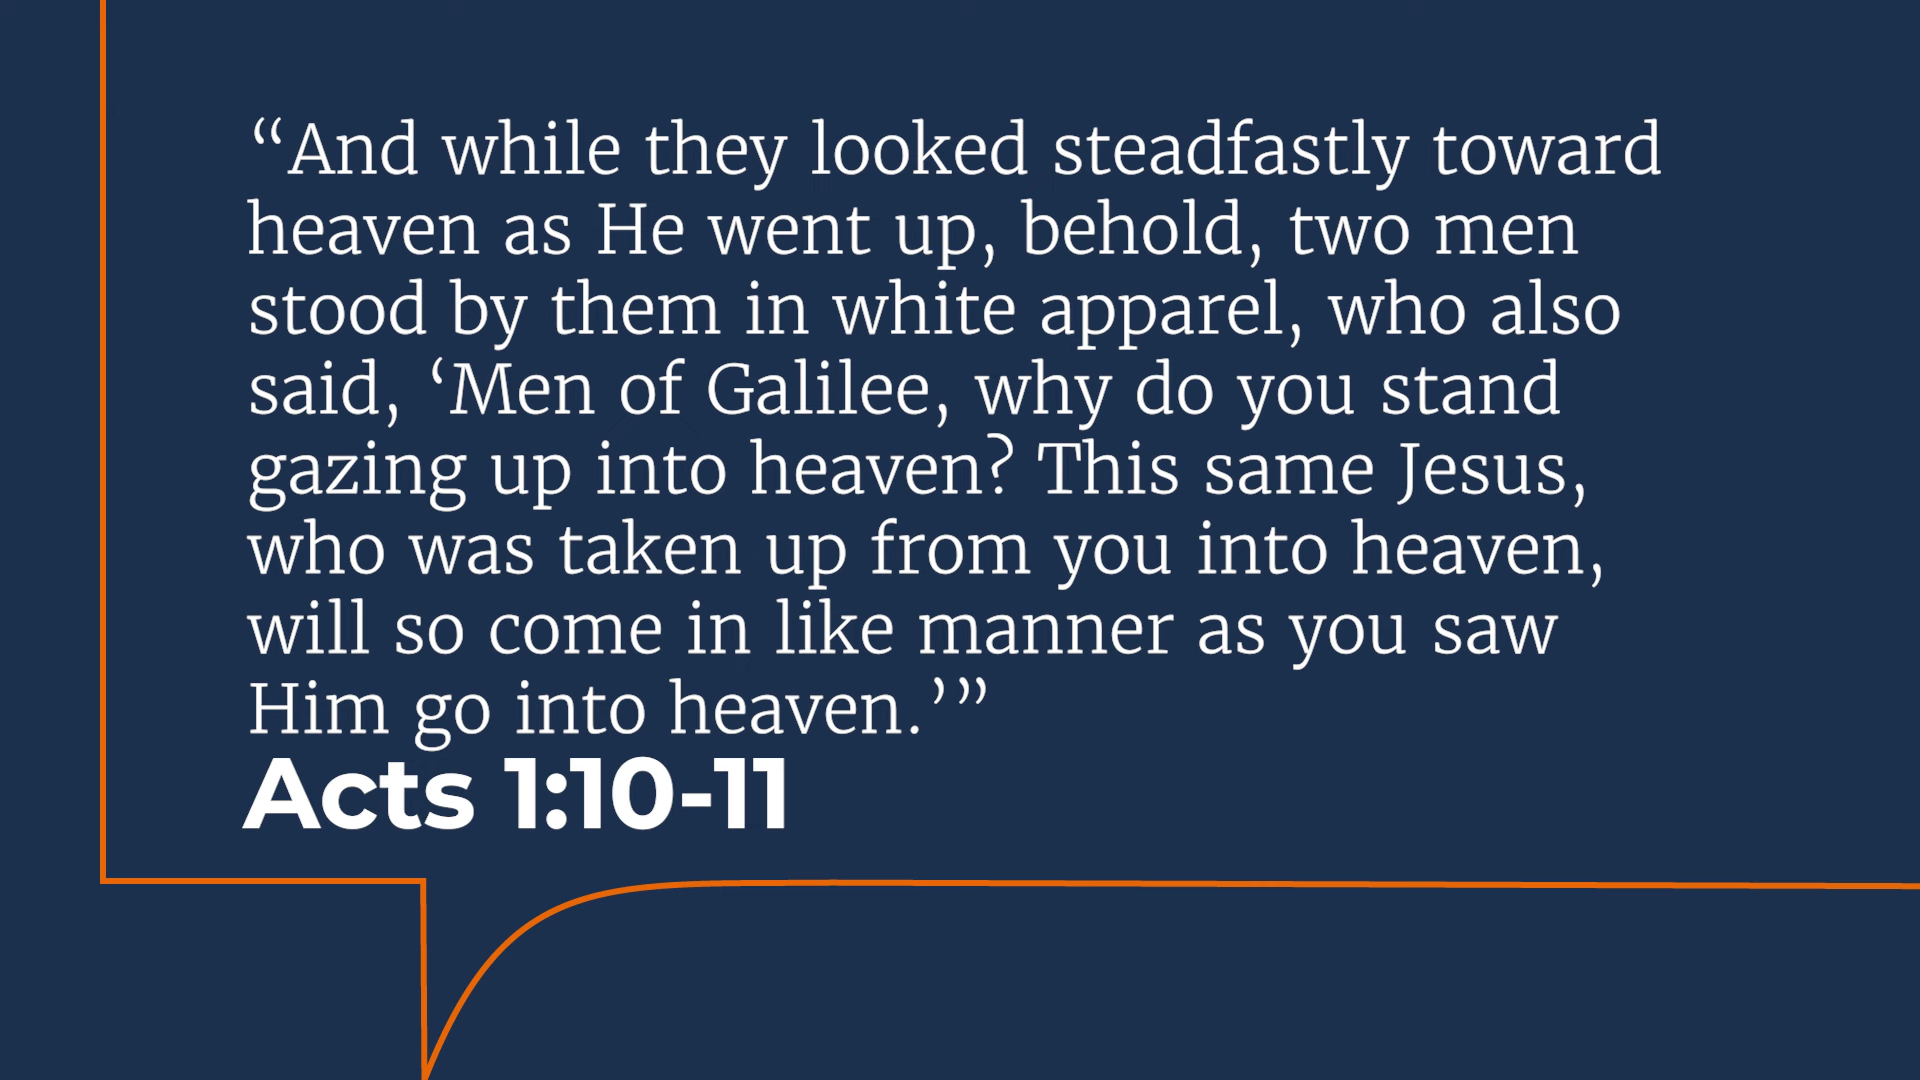 “And while they looked steadfastly toward
heaven as He went up, behold, two men
stood by them in white apparel, who also
said, ‘Men of Galilee, why do you stand
gazing up into heaven? This same Jesus,
who was taken up from you into heaven,
will so come in like manner as you saw
Him go into heaven.’”
Acts 1:10-11